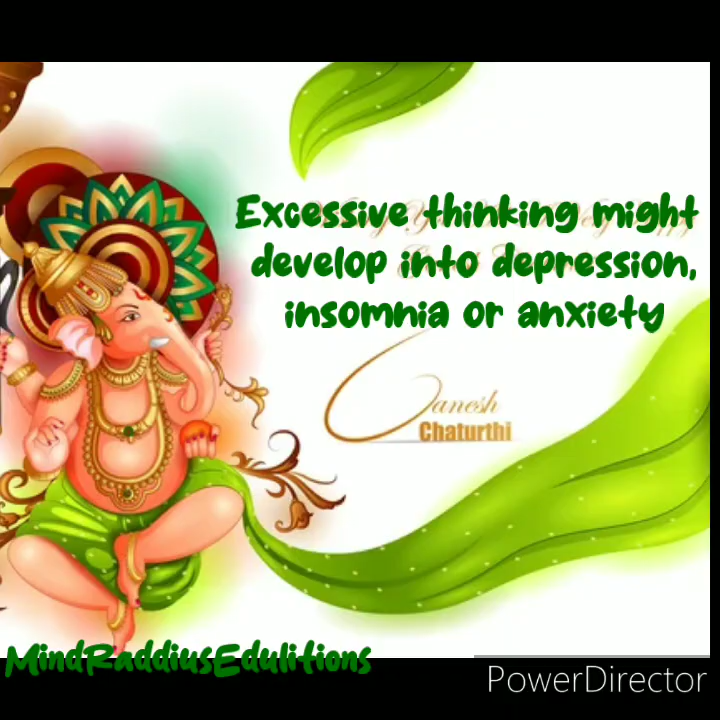 Excessive thinking might
develop into depression,
insomnia or anxiety
Ganesh
Chaturthi
MindRaddiusEdulitions
PowerDirector